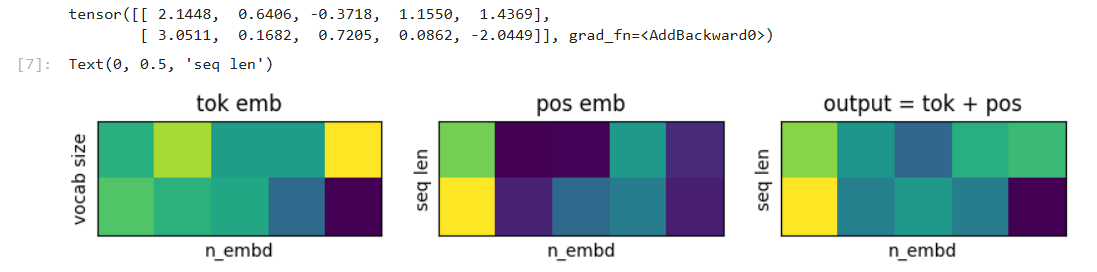 tensor([[ 2.1448,  0.6406, -0.3718,  1.1550,  1.4369],
        [ 3.0511,  0.1682,  0.7205,  0.0862, -2.0449]], grad_fn=<AddBackward0>)
[7]: Text(0, 0.5, 'seq len')
tok emb
vocab size
n_embd
pos emb
seq len
n_embd
output = tok + pos
seq len
n_embd